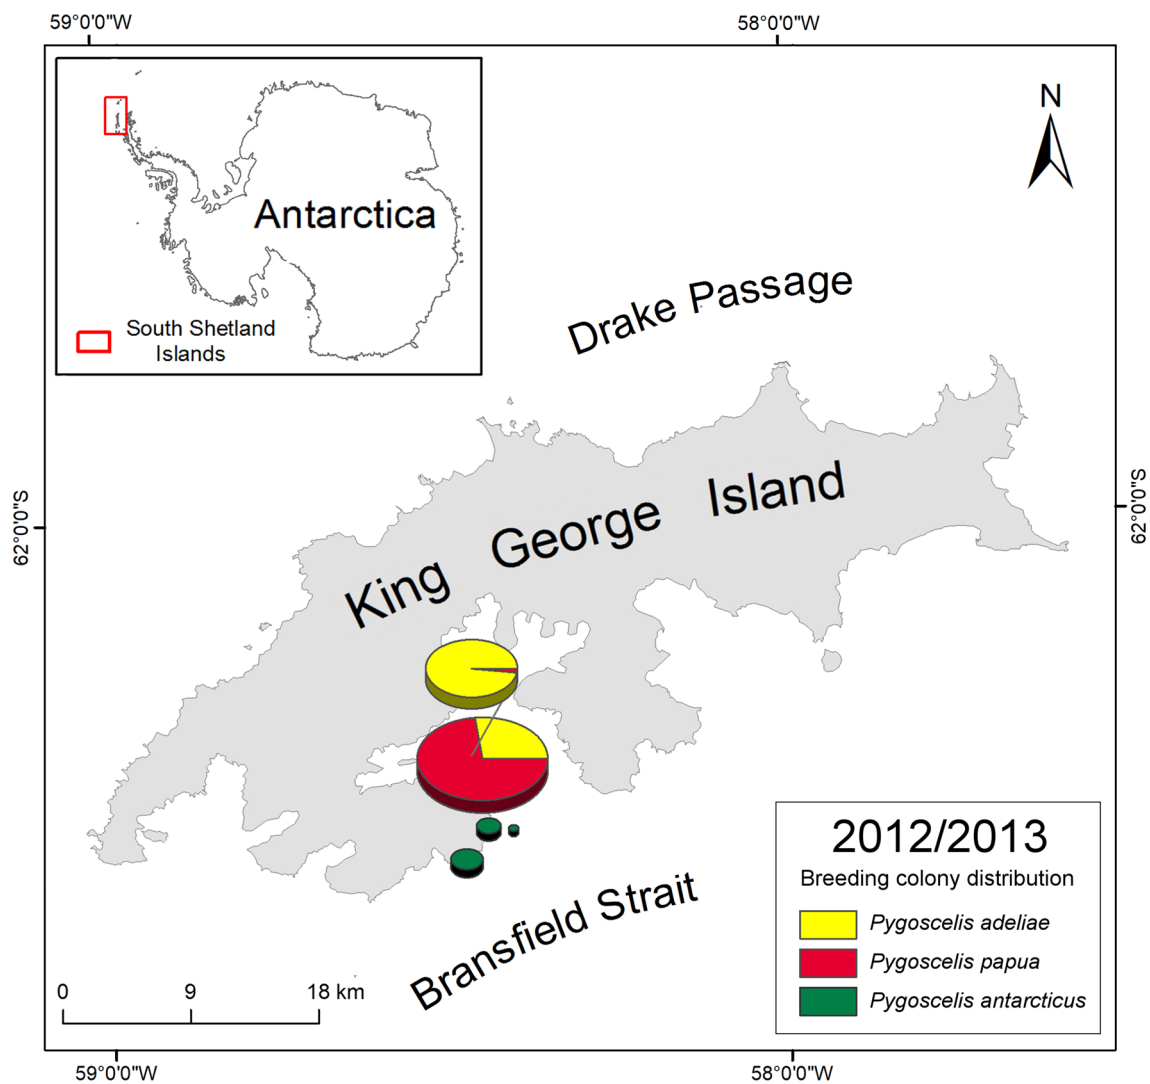 59°0'0"W
58°0'0"W
Antarctica
South Shetland
Islands
N
Drake Passage
King George Island
62°0'0"S
62°0'0"S
Bransfield Strait
0 9 18 km
2012/2013
Breeding colony distribution
Pygoscelis adeliae
Pygoscelis papua
Pygoscelis antarcticus
59°0'0"W
58°0'0"W